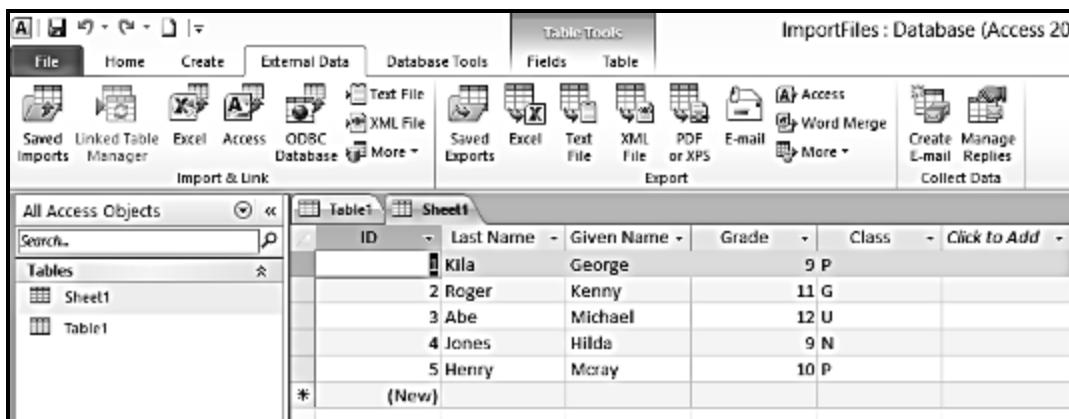 A
Table Tools
ImportFiles : Database (Access 20
File Home Create External Data Database Tools Fields Table
Saved Imports
Linked Table Manager
Excel
Access
ODBC Database
Text File
XML File
More
Import & Link
Saved Exports
Excel
Text File
XML File
PDF or XPS
E-mail
Access
Word Merge
More
Export
Create E-mail
Manage Replies
Collect Data
All Access Objects
Search..
Tables
Sheet1
Table1
Table1 Sheet1
ID Last Name Given Name Grade Class Click to Add
1 Kila George 9 P
2 Roger Kenny 11 G
3 Abe Michael 12 U
4 Jones Hilda 9 N
5 Henry Mcray 10 P
(New)